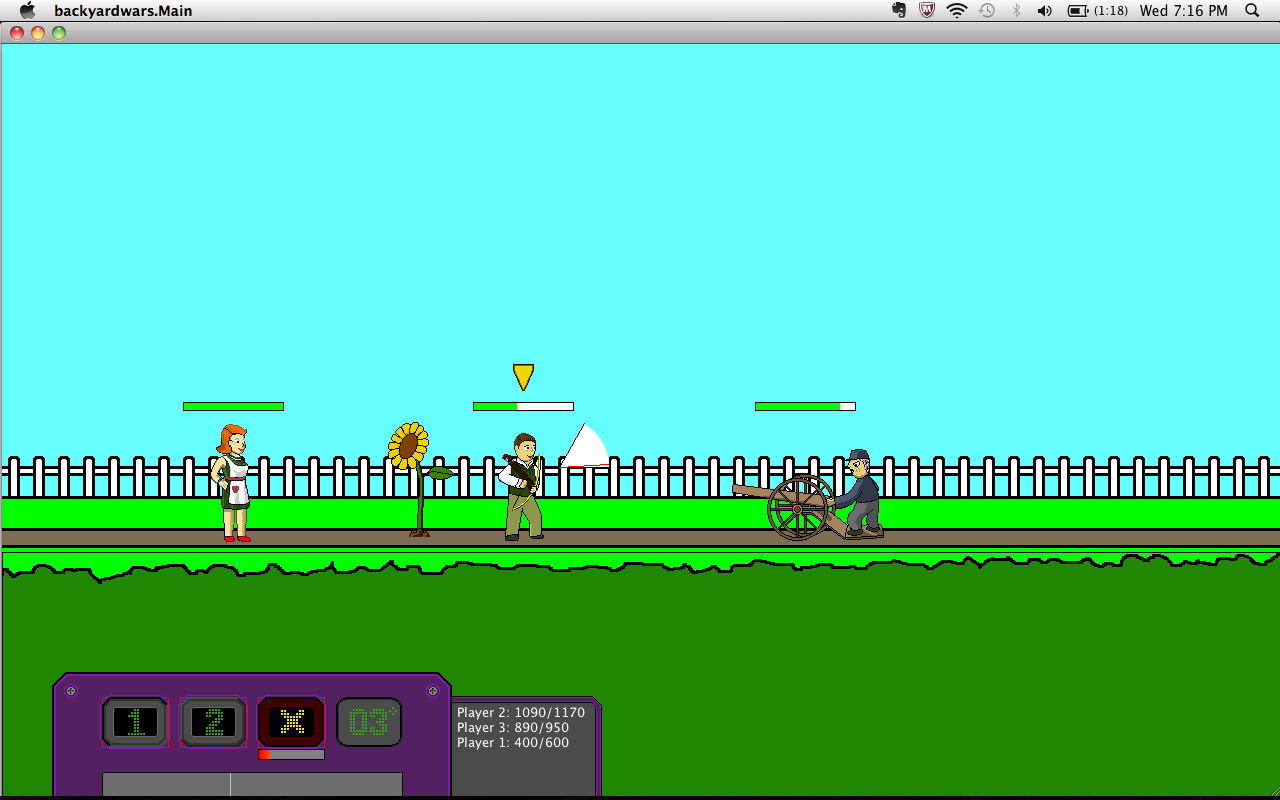 backyardwars.Main
(1:18) Wed 7:16 PM
1 2 X 03
Player 2: 1090/1170
Player 3: 890/950
Player 1: 400/600